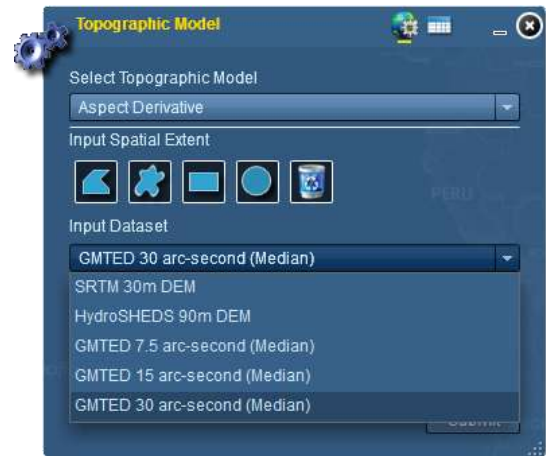 Topographic Model
Select Topographic Model
Aspect Derivative
Input Spatial Extent
PERU
Input Dataset
GMTED 30 arc-second (Median)
SRTM 30m DEM
HydroSHEDS 90m DEM
GMTED 7.5 arc-second (Median)
GMTED 15 arc-second (Median)
GMTED 30 arc-second (Median)
Submit